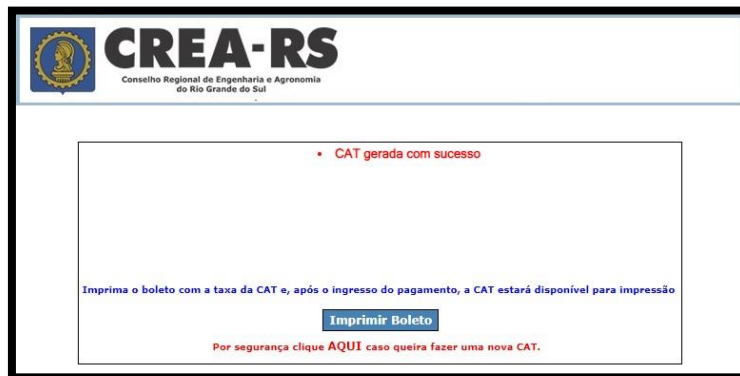 CREA-RS
Conselho Regional de Engenharia e Agronomia
do Rio Grande do Sul
• CAT gerada com sucesso
Imprima o boleto com a taxa da CAT e, após o ingresso do pagamento, a CAT estará disponível para impressão
Imprimir Boleto
Por segurança clique AQUI caso queira fazer uma nova CAT.